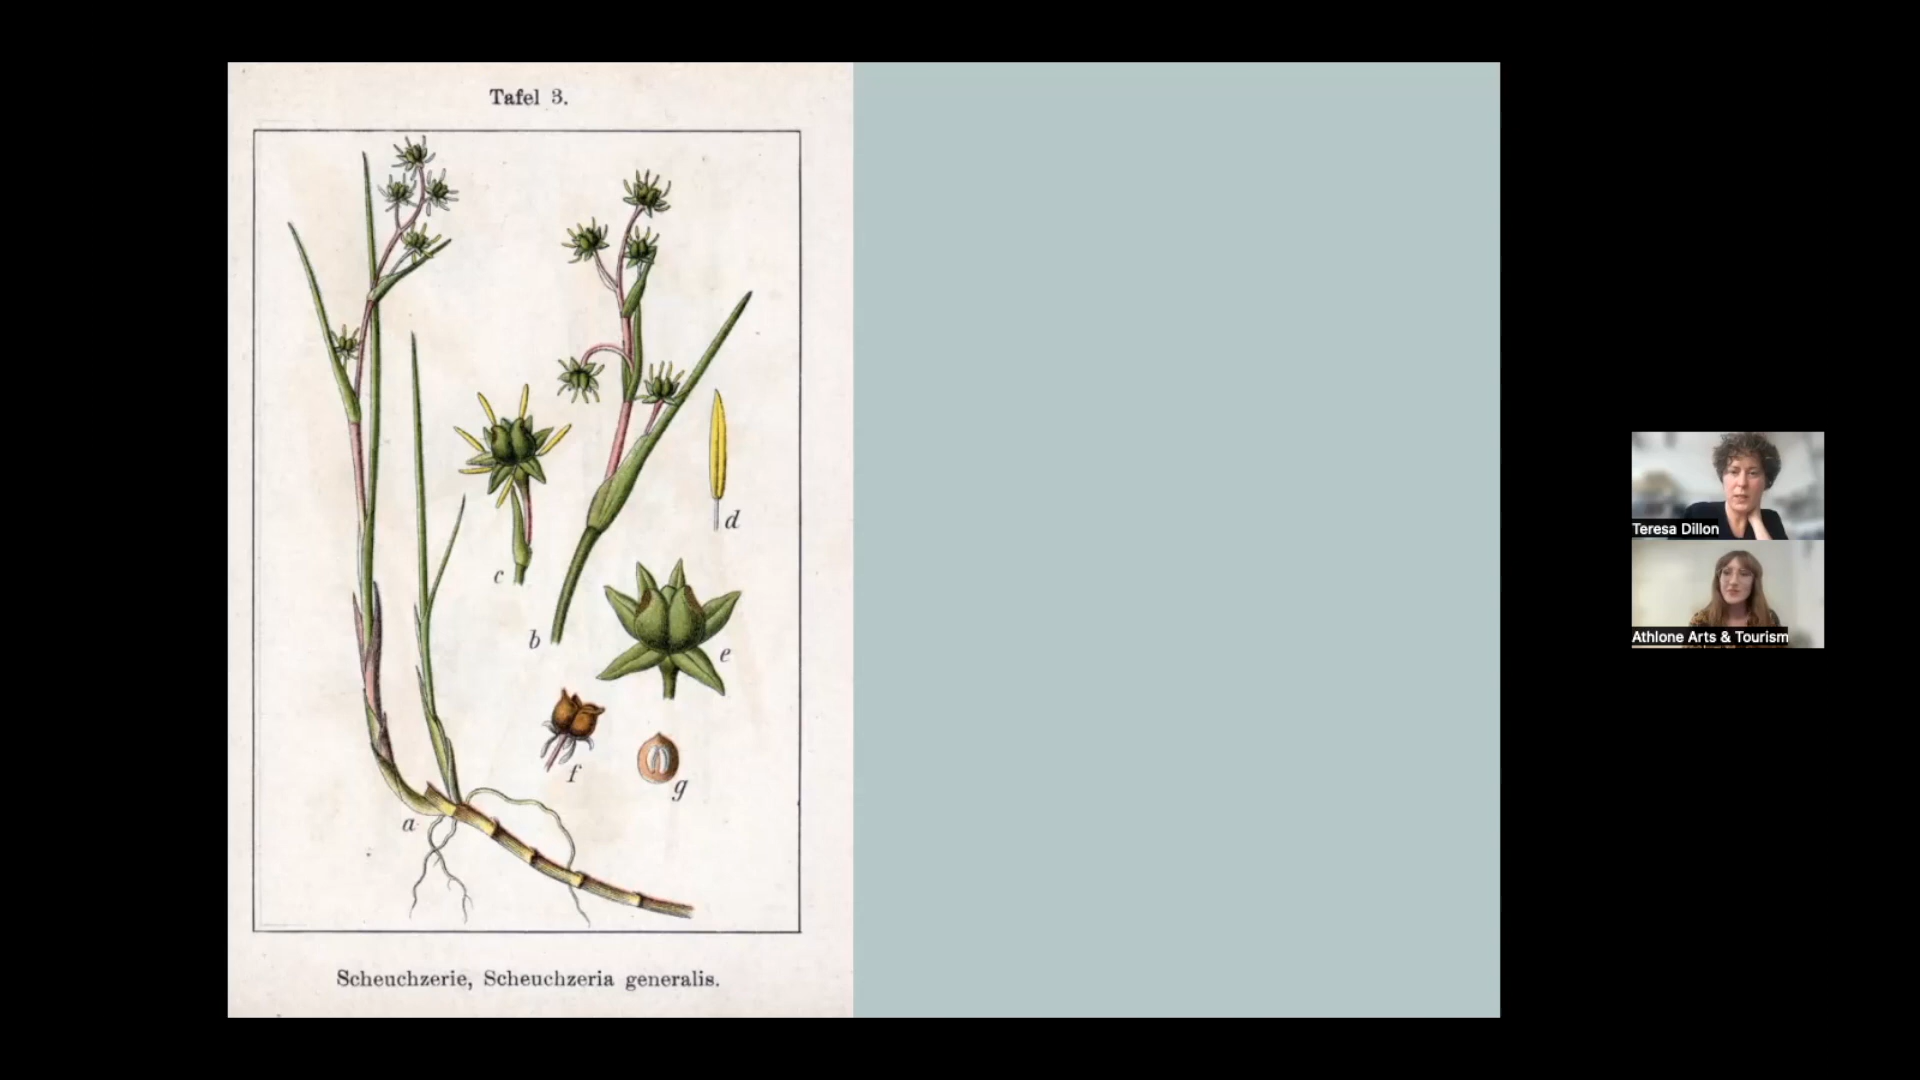 Tafel 3.
a
b
c
d
e
f
g
Scheuchzerie, Scheuchzeria generalis.
Teresa Dillon
Athlone Arts & Tourism